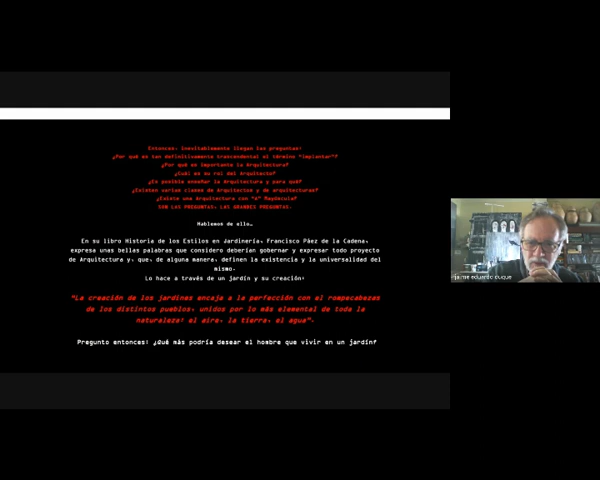 Entonces, inevitablemente llegan las preguntas:
¿Por qué es tan definitivamente trascendental el término "implantar"?
¿Por qué es importante la Arquitectura?
¿Cuál es su rol del Arquitecto?
¿Es posible enseñar la Arquitectura y para qué?
¿Existen varias clases de Arquitectos y de arquitecturas?
¿Existe una Arquitectura con "A" Mayúscula?
SON LAS PREGUNTAS, LAS GRANDES PREGUNTAS.
Hablemos de ello…
En su libro Historia de los Estilos en Jardinería, Francisco Páez de la Cadena,
expresa unas bellas palabras que considero deberían gobernar y expresar todo proyecto
de Arquitectura y, que, de alguna manera, definen la existencia y la universalidad del
mismo.
Lo hace a través de un jardín y su creación:
"La creación de los jardines encaja a la perfección con el rompecabezas
de los distintos pueblos, unidos por lo más elemental de toda la
naturaleza: el aire, la tierra, el agua".
Pregunto entonces: ¿Qué más podría desear el hombre que vivir en un jardín?
jaime eduardo duque